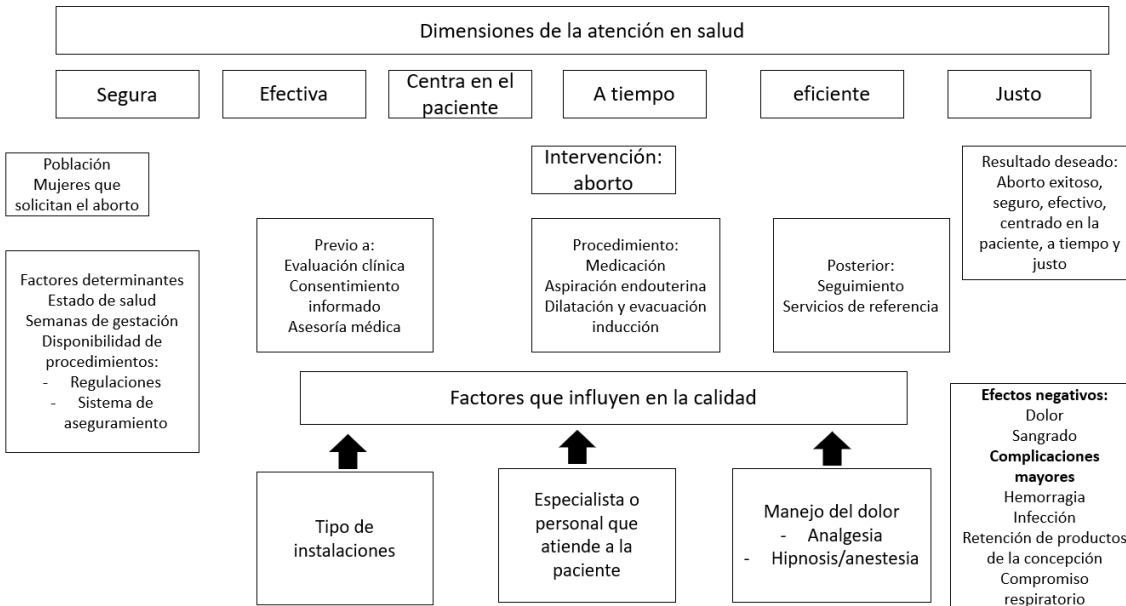 Dimensiones de la atención en salud
Segura
Efectiva
Centra en el
paciente
A tiempo
eficiente
Justo
Población
Mujeres que
solicitan el aborto
Intervención:
aborto
Resultado deseado:
Aborto exitoso,
seguro, efectivo,
centrado en la
paciente, a tiempo y
justo
Factores determinantes
Estado de salud
Semanas de gestación
Disponibilidad de
procedimientos:
- Regulaciones
- Sistema de
aseguramiento
Previo a:
Evaluación clínica
Consentimiento
informado
Asesoría médica
Procedimiento:
Medicación
Aspiración endouterina
Dilatación y evacuación
inducción
Posterior:
Seguimiento
Servicios de referencia
Factores que influyen en la calidad
Tipo de
instalaciones
Especialista o
personal que
atiende a la
paciente
Manejo del dolor
- Analgesia
- Hipnosis/anestesia
Efectos negativos:
Dolor
Sangrado
Complicaciones
mayores
Hemorragia
Infección
Retención de productos
de la concepción
Compromiso
respiratorio